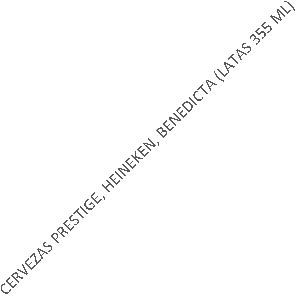 CERVEZAS PRESTIGE, HEINEKEN, BENEDICTA (LATAS 355 ML)